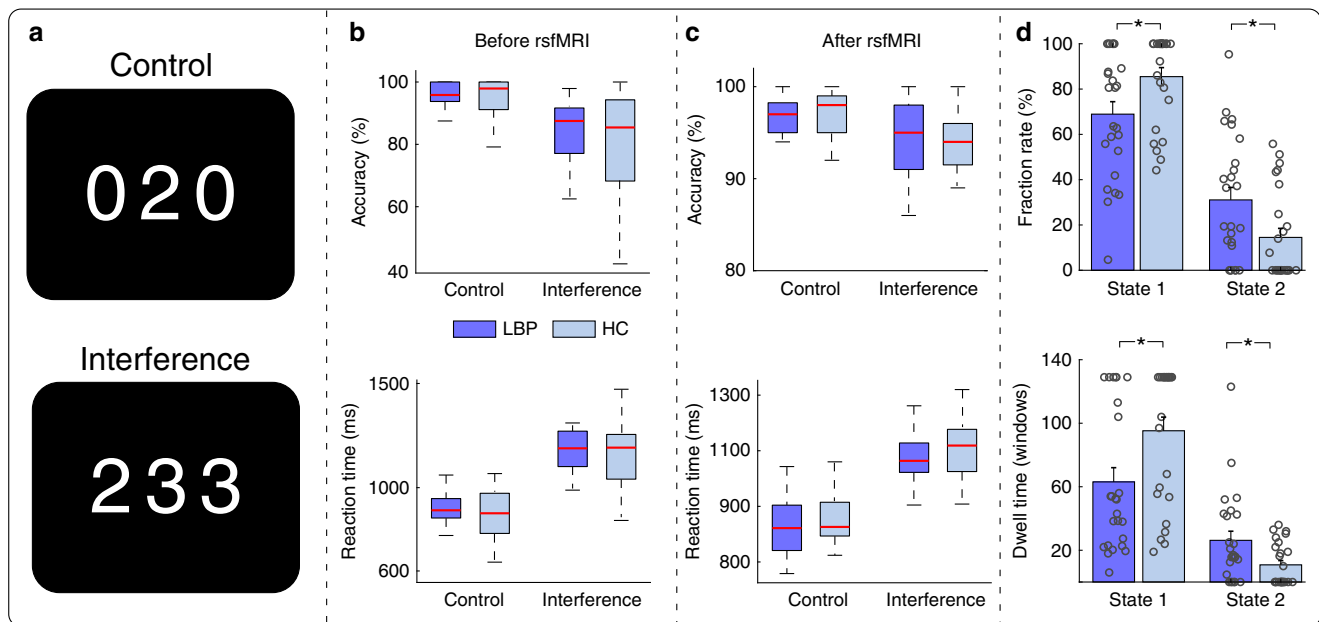 a
Control
020
Interference
233
b
Before rsfMRI
Accuracy (%)
100
80
60
40
Control
Interference
LBP
HC
Reaction time (ms)
1500
1000
600
Control
Interference
c
After rsfMRI
Accuracy (%)
100
90
80
Control
Interference
Reaction time (ms)
1300
1100
900
800
Control
Interference
d
*
*
Fraction rate (%)
100
80
60
40
20
0
State 1
State 2
*
*
Dwell time (windows)
140
100
60
20
State 1
State 2